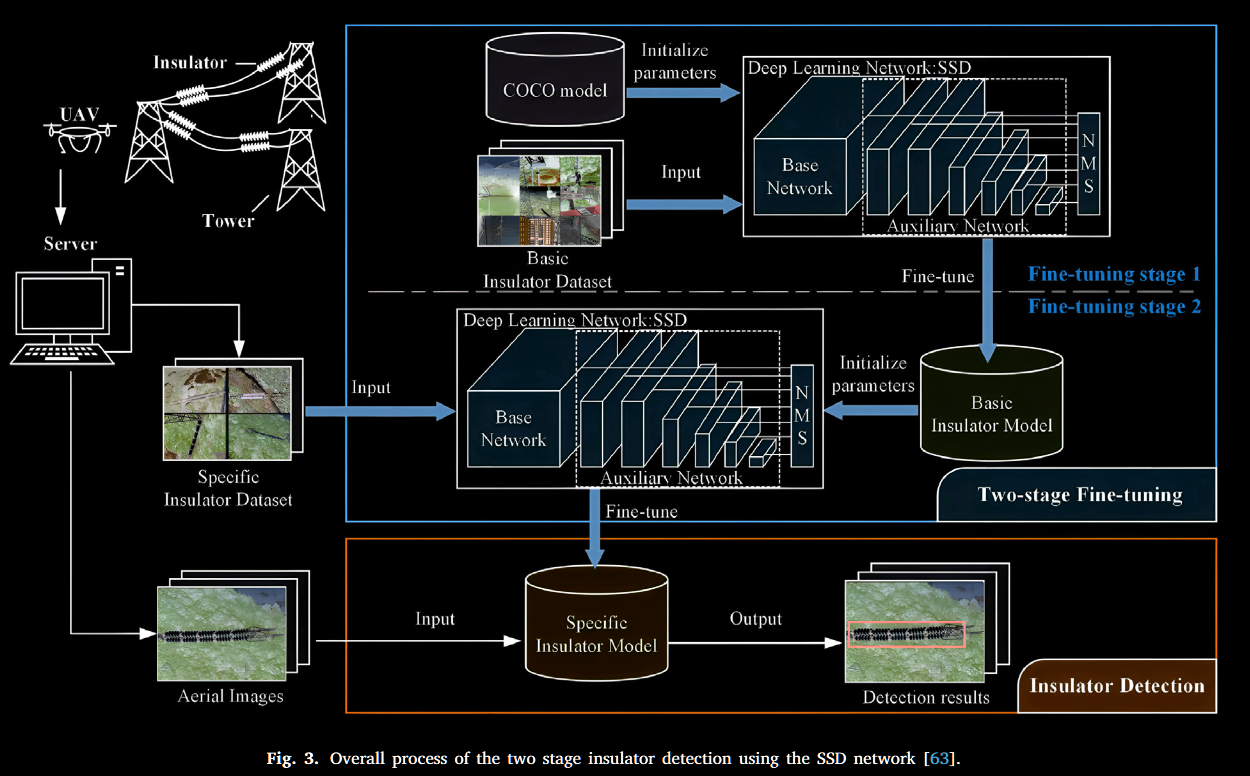 Insulator
UAV
Tower
Server
Specific
Insulator Dataset
Aerial Images
COCO model
Initialize
parameters
Basic
Insulator Dataset
Input
Deep Learning Network:SSD
Base
Network
Auxiliary Network
N
M
S
Fine-tune
Fine-tuning stage 1
Fine-tuning stage 2
Input
Deep Learning Network:SSD
Base
Network
Auxiliary Network
N
M
S
Initialize
parameters
Basic
Insulator Model
Two-stage Fine-tuning
Fine-tune
Input
Specific
Insulator Model
Output
Detection results
Insulator Detection
Fig. 3. Overall process of the two stage insulator detection using the SSD network [63].